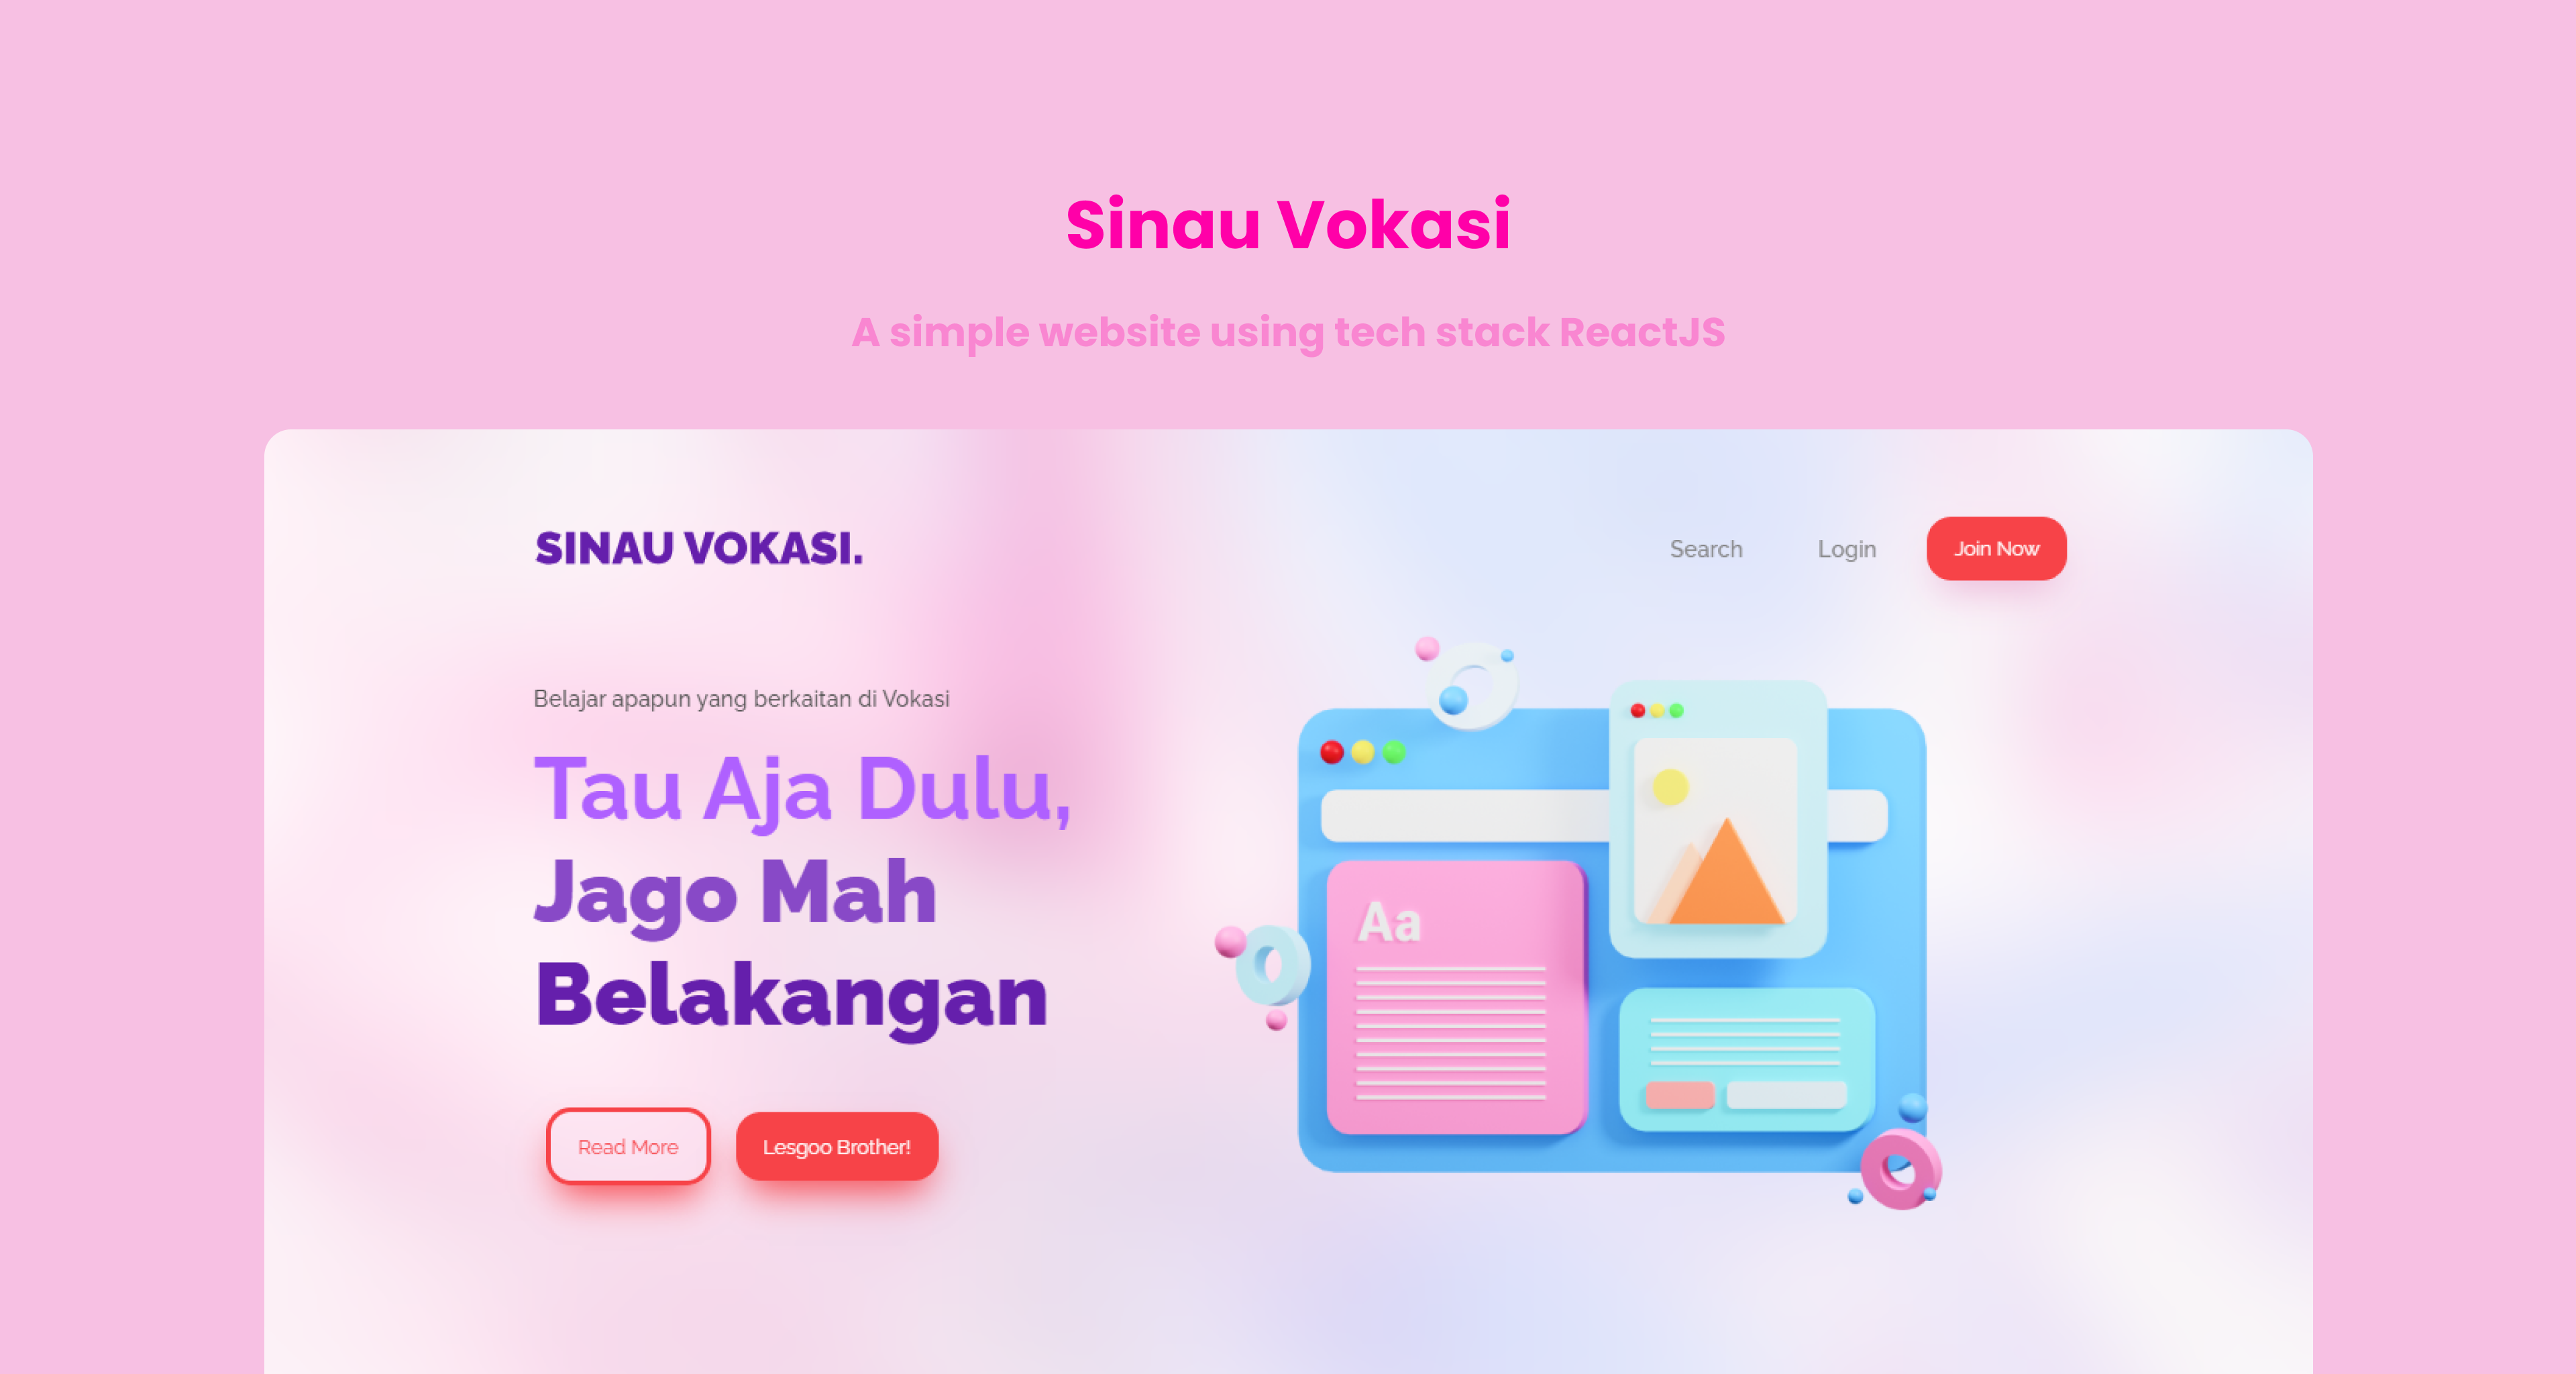 Sinau Vokasi
A simple website using tech stack ReactJS
SINAU VOKASI.
Search
Login
Join Now
Belajar apapun yang berkaitan di Vokasi
Tau Aja Dulu,
Jago Mah
Belakangan
Aa
Read More
Lesgoo Brother!